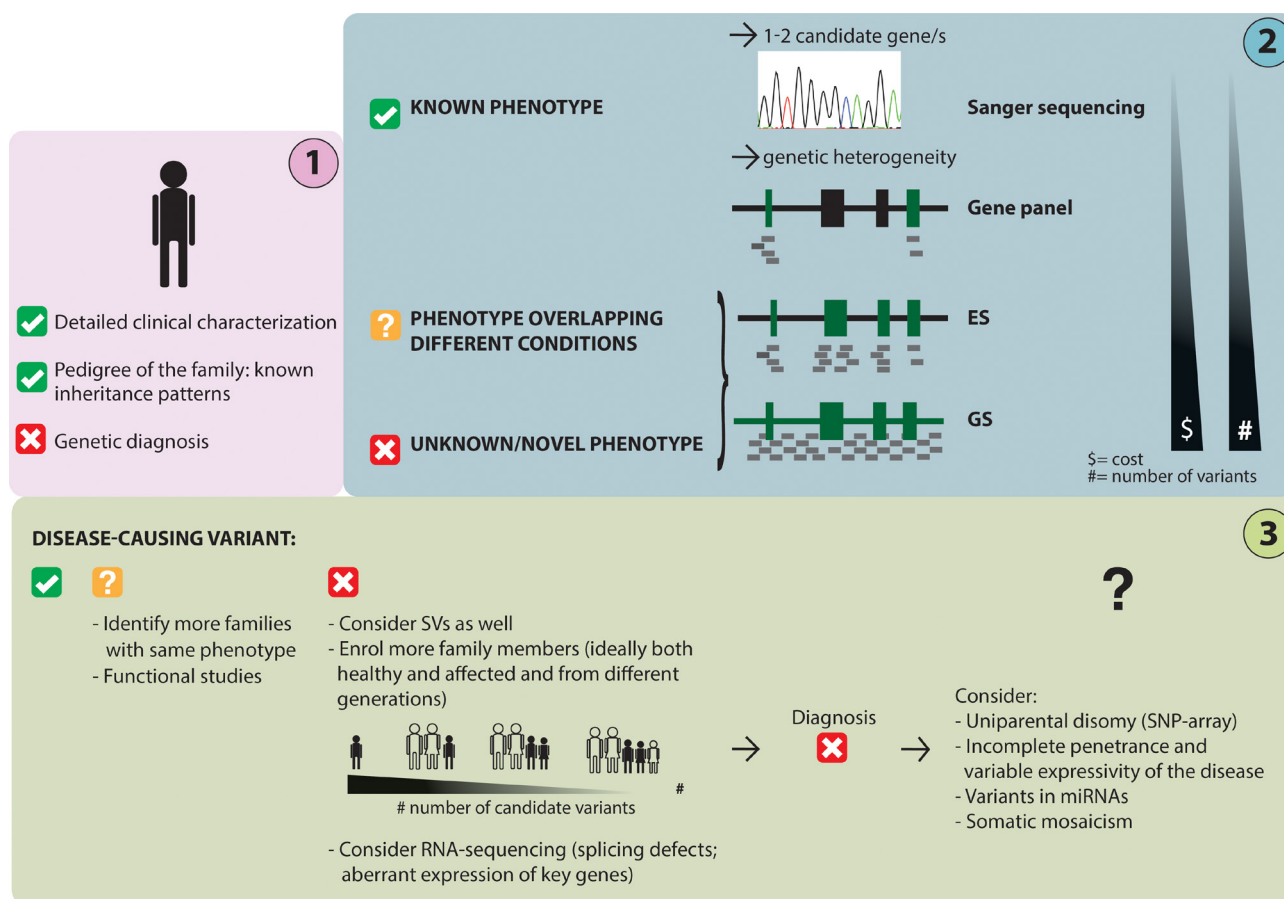 1
Detailed clinical characterization
Pedigree of the family: known
inheritance patterns
Genetic diagnosis
2
KNOWN PHENOTYPE
→ 1-2 candidate gene/s
Sanger sequencing
→ genetic heterogeneity
Gene panel
? PHENOTYPE OVERLAPPING
DIFFERENT CONDITIONS
ES
UNKNOWN/NOVEL PHENOTYPE
GS
$
#
$= cost
#= number of variants
3
DISEASE-CAUSING VARIANT:
?
- Identify more families
with same phenotype
- Functional studies
- Consider SVs as well
- Enrol more family members (ideally both
healthy and affected and from different
generations)
#
# number of candidate variants
- Consider RNA-sequencing (splicing defects;
aberrant expression of key genes)
Diagnosis
?
Consider:
- Uniparental disomy (SNP-array)
- Incomplete penetrance and
variable expressivity of the disease
- Variants in miRNAs
- Somatic mosaicism